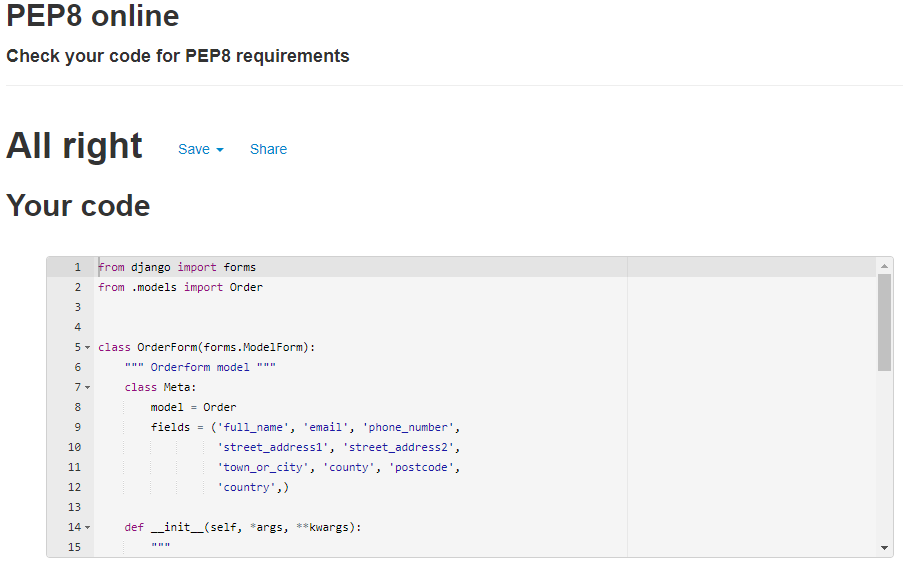 PEP8 online
Check your code for PEP8 requirements
All right Save Share
Your code
1 from django import forms
2 from .models import Order
3
4
5 class OrderForm(forms.ModelForm):
6     """ Orderform model """
7     class Meta:
8         model = Order
9         fields = ('full_name', 'email', 'phone_number',
10                   'street_address1', 'street_address2',
11                   'town_or_city', 'county', 'postcode',
12                   'country',)
13
14     def __init__(self, *args, **kwargs):
15         """